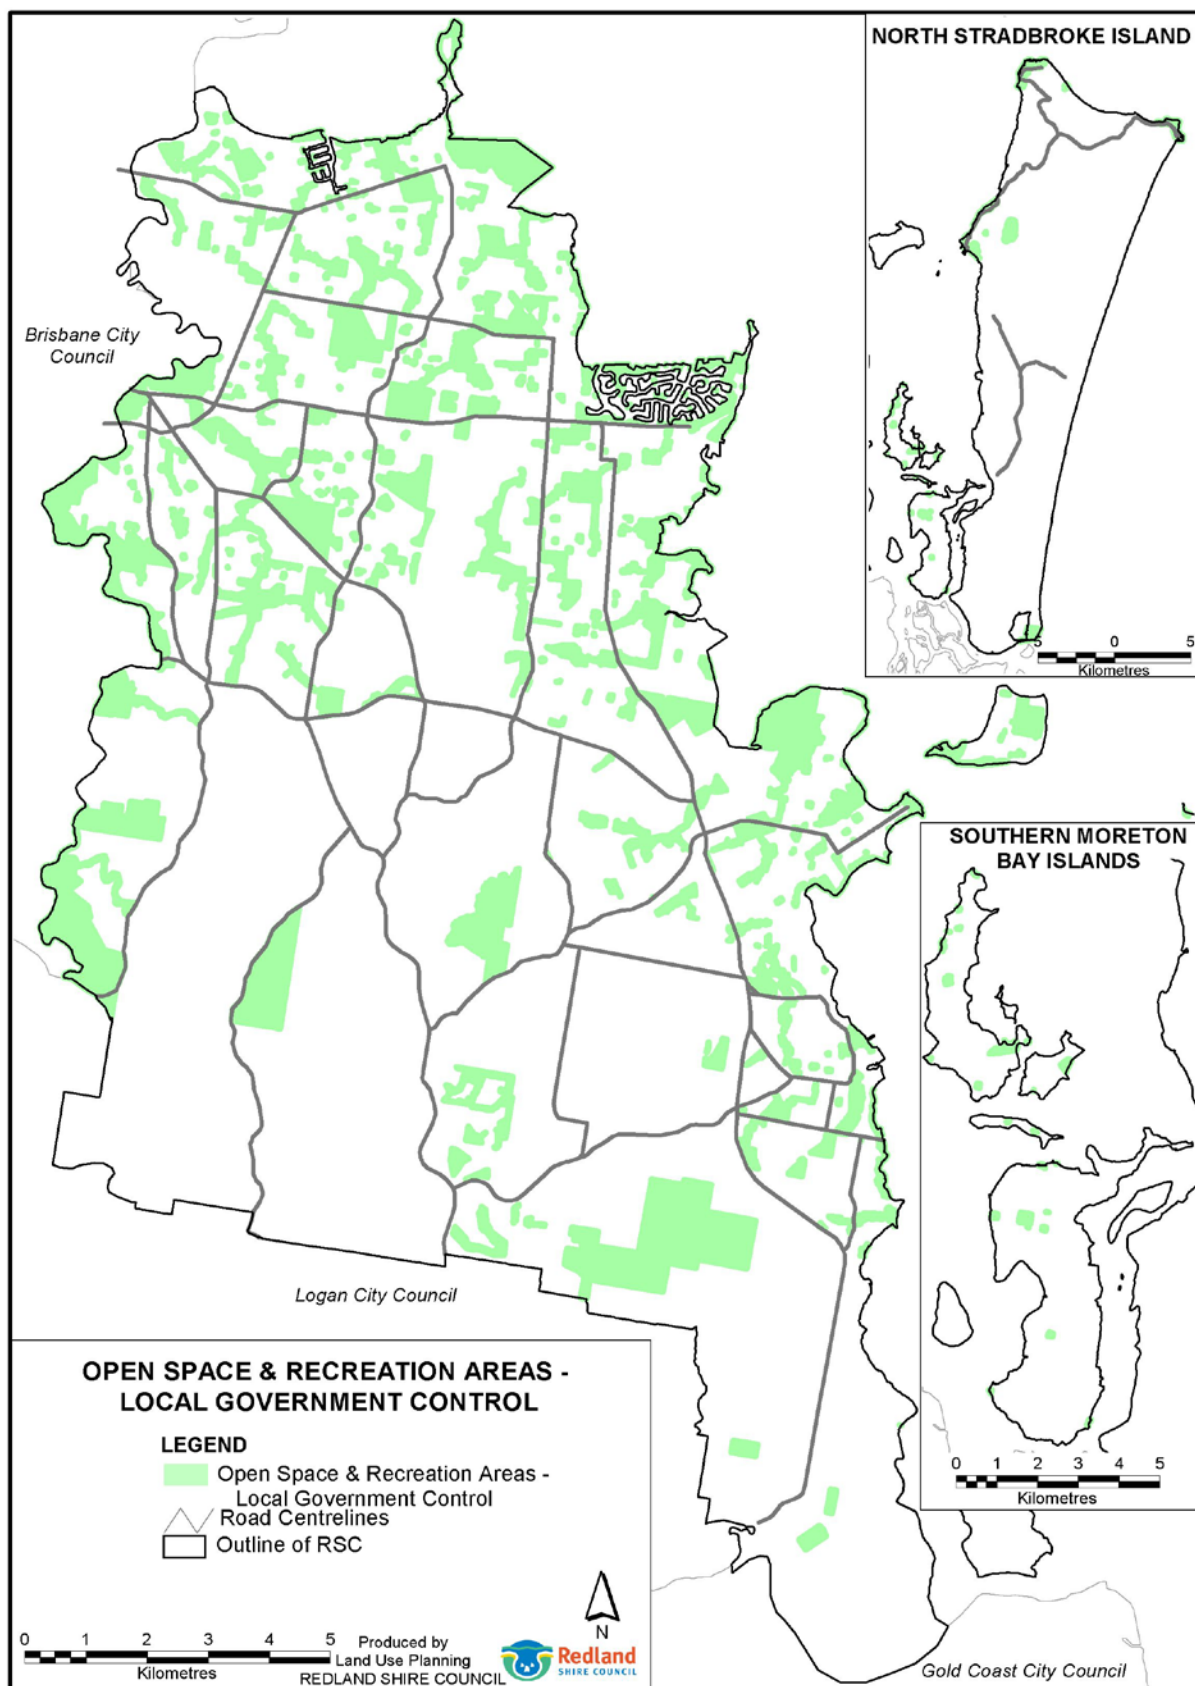 NORTH STRADBROKE ISLAND
Brisbane City
Council
5 0 5
Kilometres
SOUTHERN MORETON
BAY ISLANDS
0 1 2 3 4 5
Kilometres
Logan City Council
OPEN SPACE & RECREATION AREAS -
LOCAL GOVERNMENT CONTROL
LEGEND
Open Space & Recreation Areas -
Local Government Control
Road Centrelines
Outline of RSC
N
0 1 2 3 4 5
Kilometres
Produced by
Land Use Planning
REDLAND SHIRE COUNCIL
Redland
SHIRE COUNCIL
Gold Coast City Council